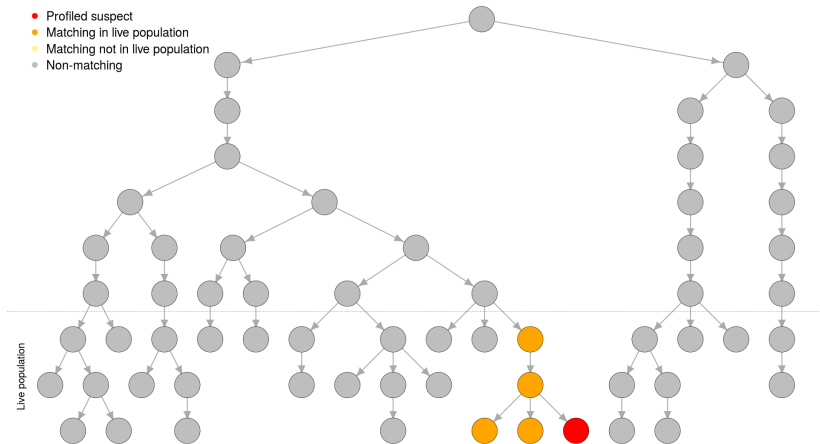 Profiled suspect
Matching in live population
Matching not in live population
Non-matching
Live population